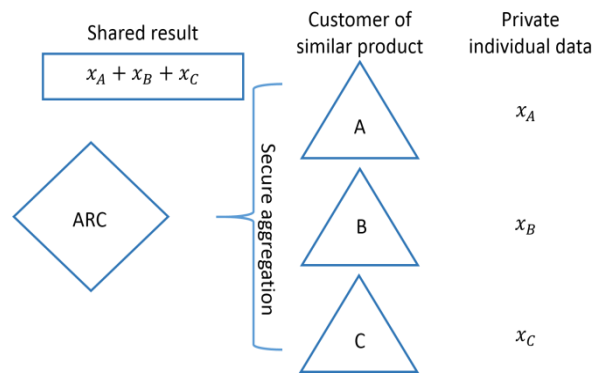 Shared result
Customer of
similar product
Private
individual data
x_A + x_B + x_C
A
x_A
Secure aggregation
ARC
B
x_B
C
x_C